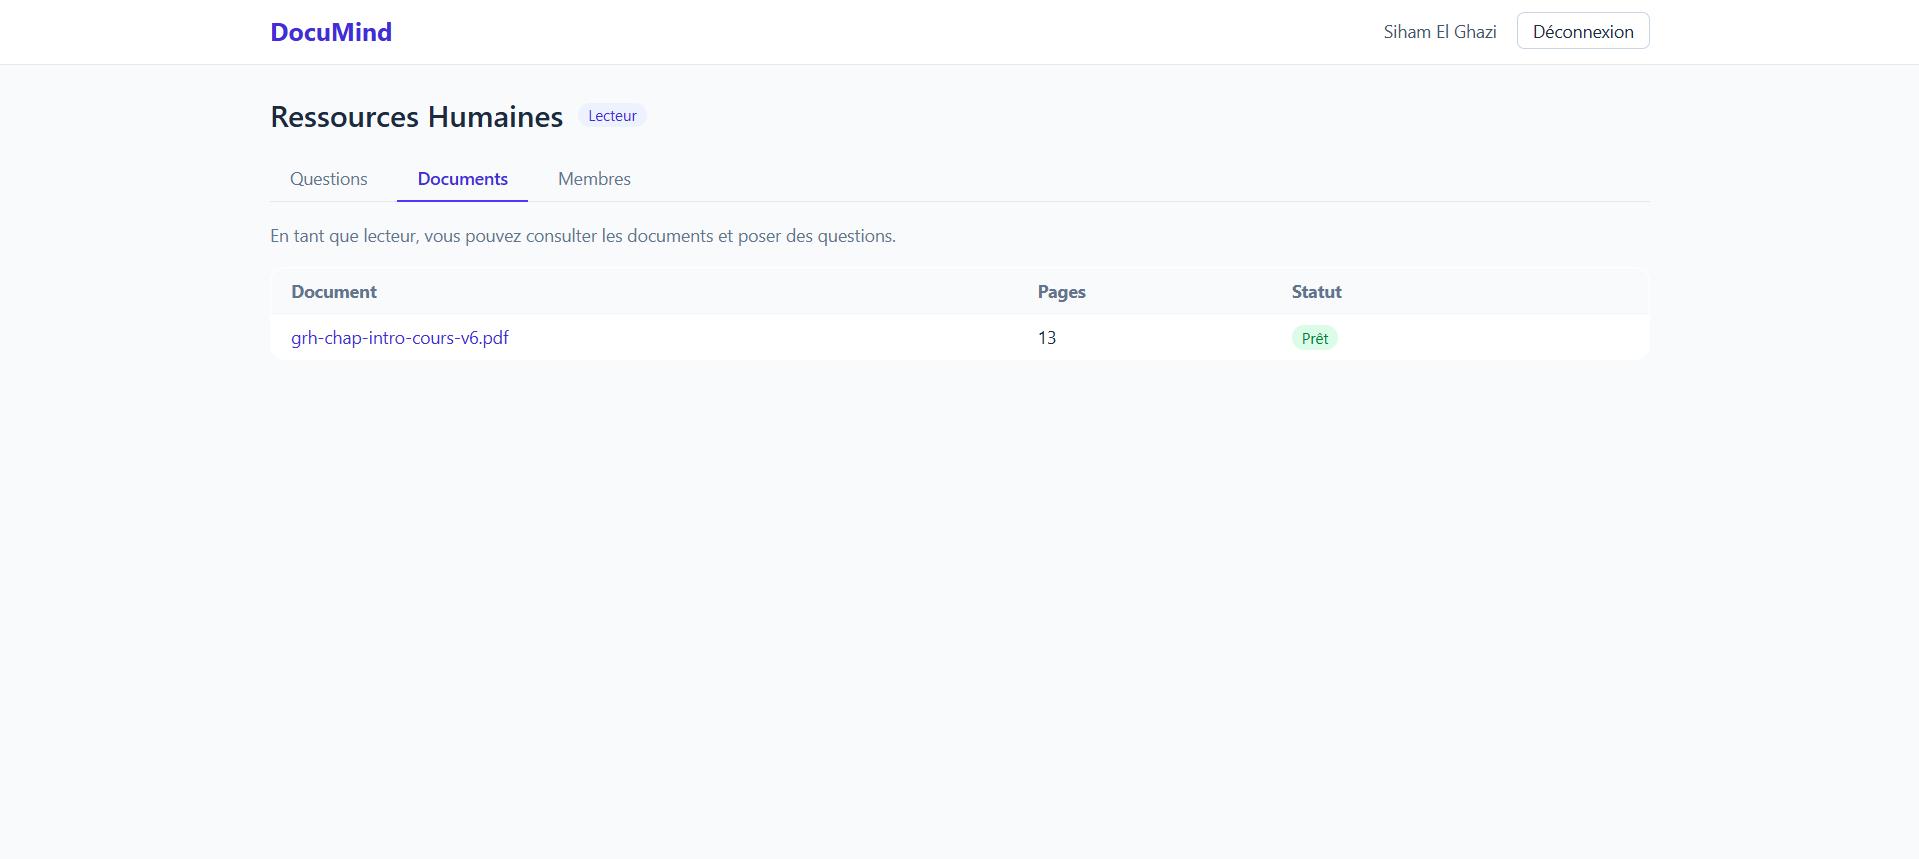 DocuMind
Siham El Ghazi
Déconnexion
Ressources Humaines
Lecteur
Questions
Documents
Membres
En tant que lecteur, vous pouvez consulter les documents et poser des questions.
Document Pages Statut
grh-chap-intro-cours-v6.pdf 13 Prêt